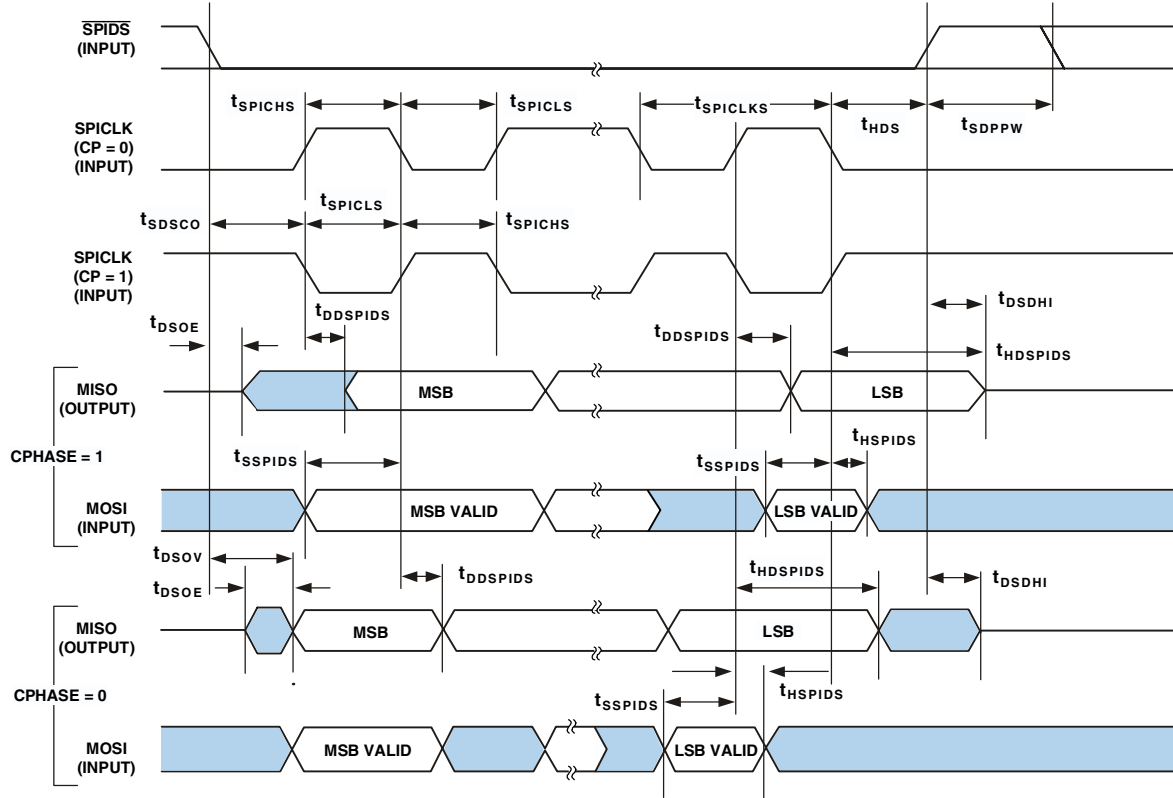 SPIDS
(INPUT)
tSPICHS
tSPICLS
tSPICLKS
tHDS
tSDPPW
SPICLK
(CP = 0)
(INPUT)
tSDSCO
tSPICLS
tSPICHS
SPICLK
(CP = 1)
(INPUT)
tDSOE
tDDSPIDS
tDDSPIDS
tDSDHI
tHDSPIDS
MISO
(OUTPUT)
MSB
LSB
CPHASE = 1
tSSPIDS
tSSPIDS
tHSPIDS
MOSI
(INPUT)
MSB VALID
LSB VALID
tDSOV
tDSOE
tDDSPIDS
tHDSPIDS
tDSDHI
MISO
(OUTPUT)
MSB
LSB
CPHASE = 0
tSSPIDS
tHSPIDS
MOSI
(INPUT)
MSB VALID
LSB VALID